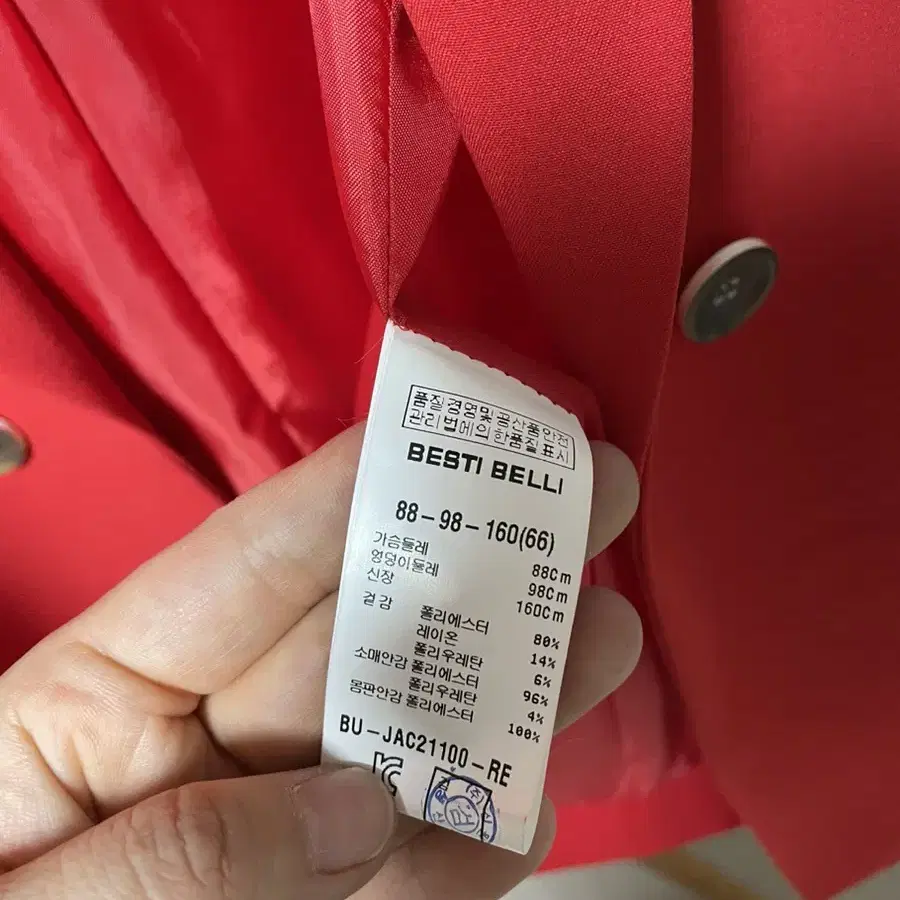 품질경영및공산품안전
관리법에의한품질표시
BESTI BELLI
88-98-160(66)
가슴둘레 88Cm
엉덩이둘레 98Cm
신장 160Cm
겉감 폴리에스터 80%
레이온 14%
폴리우레탄 6%
소매안감 폴리에스터 96%
폴리우레탄 4%
몸판안감 폴리에스터 100%
BU-JAC21100-RE